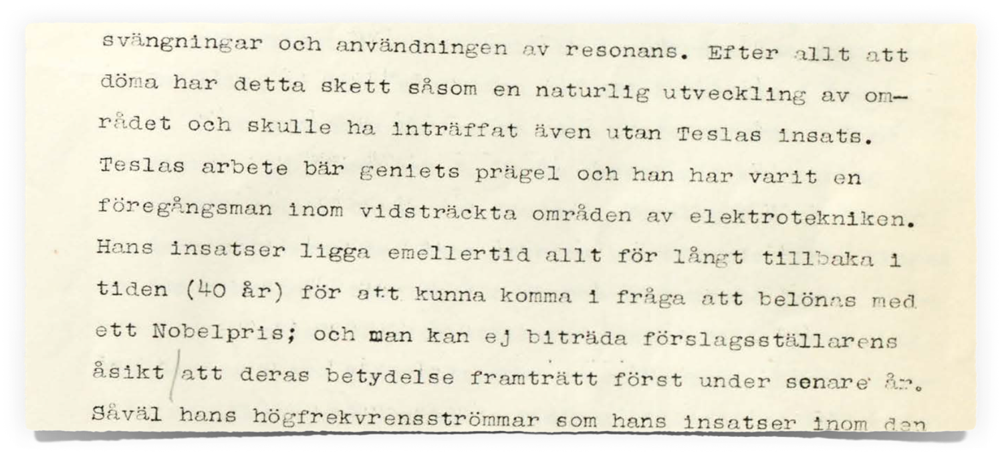 svängningar och användningen av resonans. Efter allt att
döma har detta skett såsom en naturlig utveckling av om-
rådet och skulle ha inträffat även utan Teslas insats.
Teslas arbete bär geniets prägel och han har varit en
föregångsman inom vidsträckta områden av elektrotekniken.
Hans insatser ligga emellertid allt för långt tillbaka i
tiden (40 år) för att kunna komma i fråga att belönas med
ett Nobelpris; och man kan ej biträda förslagsställarens
åsikt att deras betydelse framträtt först under senare år.
Såväl hans högfrekvrensströmmar som hans insatser inom den